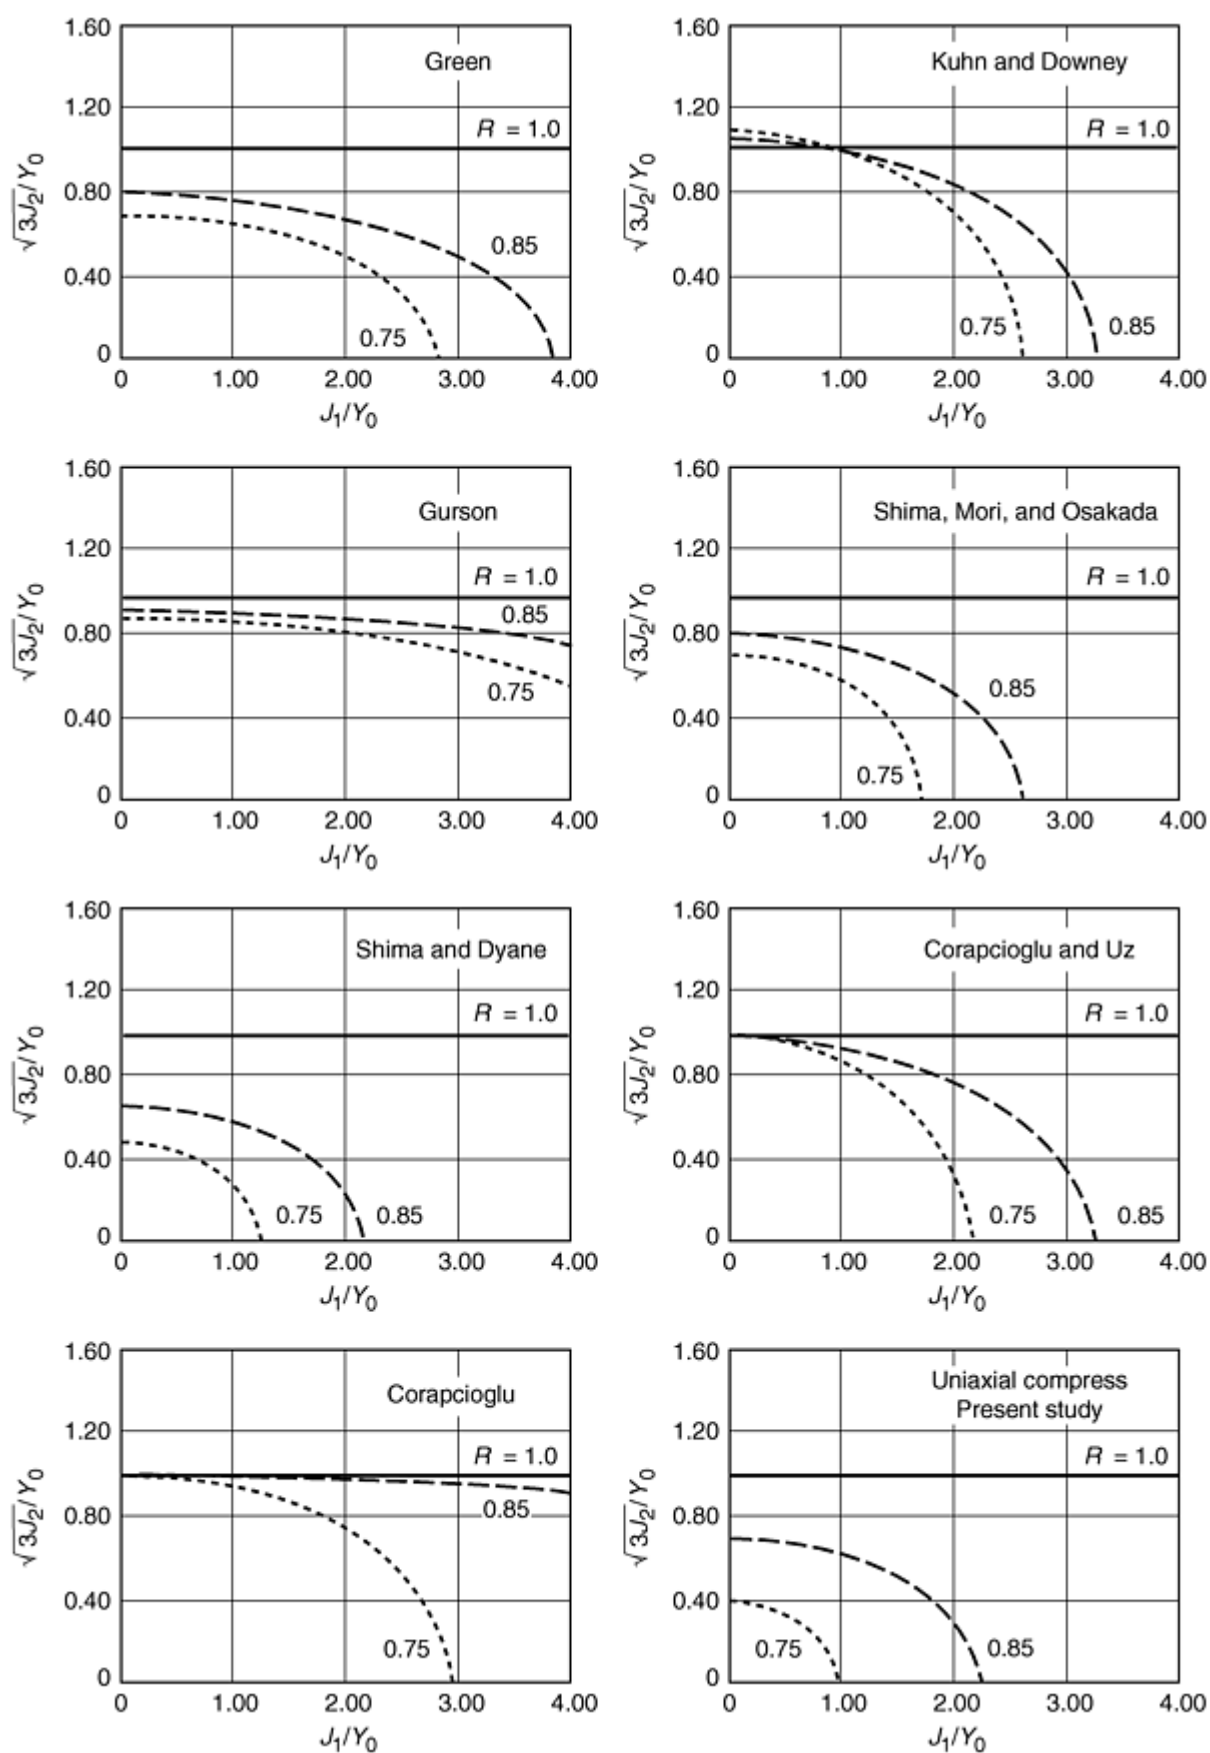 1.60
Green
1.20
R = 1.0
0.80
0.85
0.40
0.75
0
0 1.00 2.00 3.00 4.00
J1/Y0
√3J2/Y0
1.60
Kuhn and Downey
1.20
R = 1.0
0.80
0.40
0.75 0.85
0
0 1.00 2.00 3.00 4.00
J1/Y0
√3J2/Y0
1.60
Gurson
1.20
R = 1.0
0.85
0.80
0.75
0.40
0
0 1.00 2.00 3.00 4.00
J1/Y0
√3J2/Y0
1.60
Shima, Mori, and Osakada
1.20
R = 1.0
0.80
0.85
0.40
0.75
0
0 1.00 2.00 3.00 4.00
J1/Y0
√3J2/Y0
1.60
Shima and Dyane
1.20
R = 1.0
0.80
0.40
0.75 0.85
0
0 1.00 2.00 3.00 4.00
J1/Y0
√3J2/Y0
1.60
Corapcioglu and Uz
1.20
R = 1.0
0.80
0.40
0.75 0.85
0
0 1.00 2.00 3.00 4.00
J1/Y0
√3J2/Y0
1.60
Corapcioglu
1.20
R = 1.0
0.85
0.80
0.40
0.75
0
0 1.00 2.00 3.00 4.00
J1/Y0
√3J2/Y0
1.60
Uniaxial compress
Present study
1.20
R = 1.0
0.80
0.40
0.75 0.85
0
0 1.00 2.00 3.00 4.00
J1/Y0
√3J2/Y0